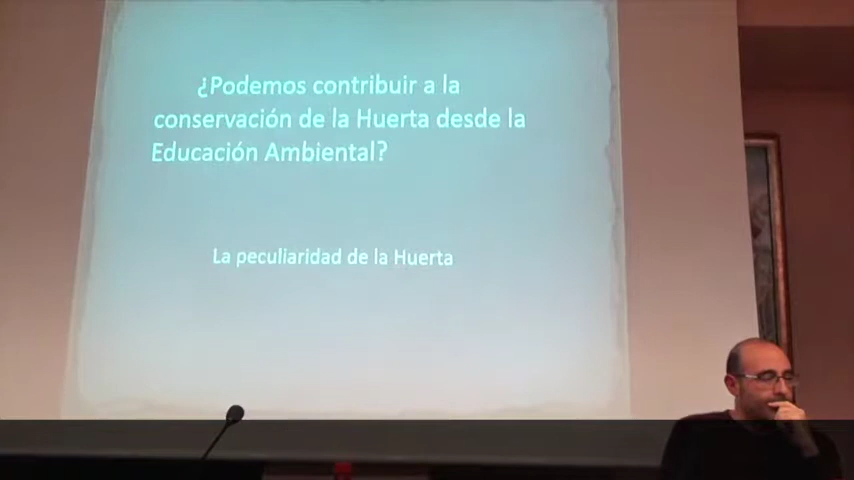 ¿Podemos contribuir a la
conservación de la Huerta desde la
Educación Ambiental?
La peculiaridad de la Huerta